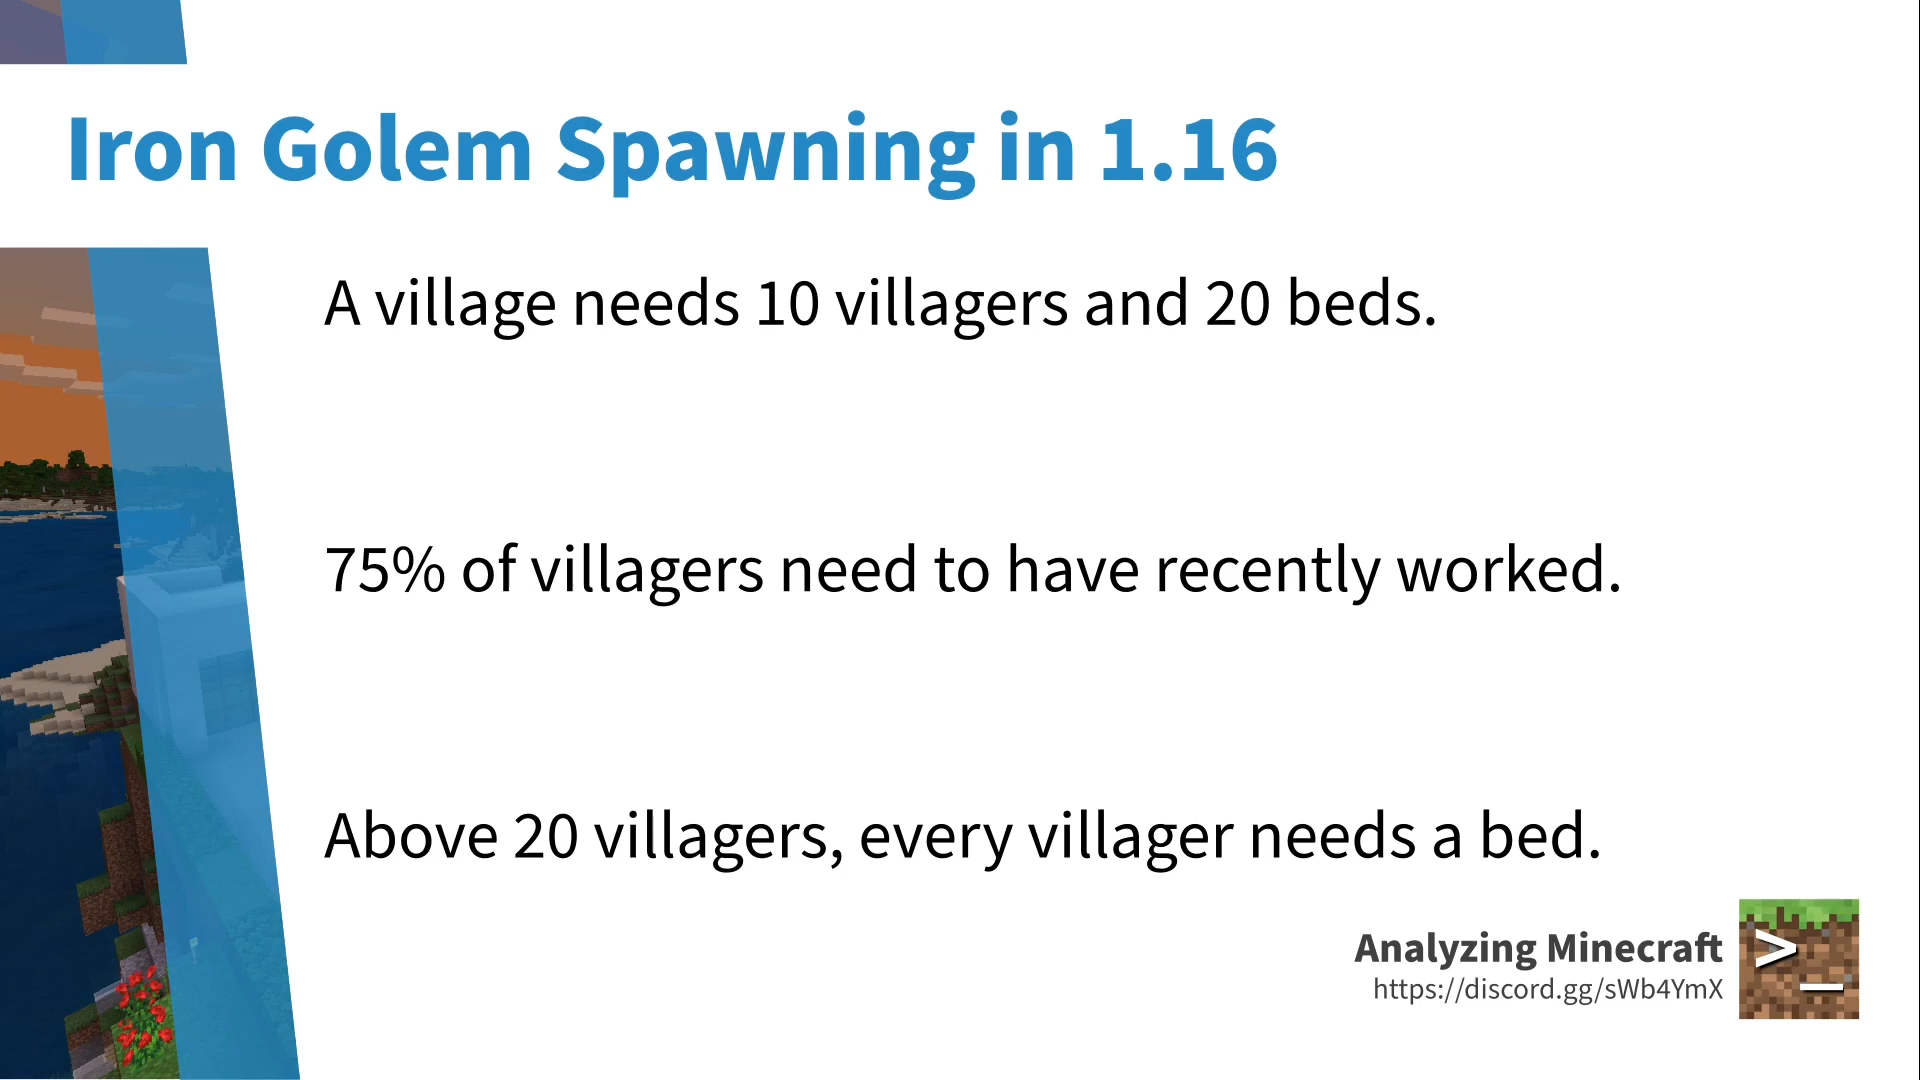 Iron Golem Spawning in 1.16
A village needs 10 villagers and 20 beds.
75% of villagers need to have recently worked.
Above 20 villagers, every villager needs a bed.
Analyzing Minecraft
https://discord.gg/sWb4YmX
>_